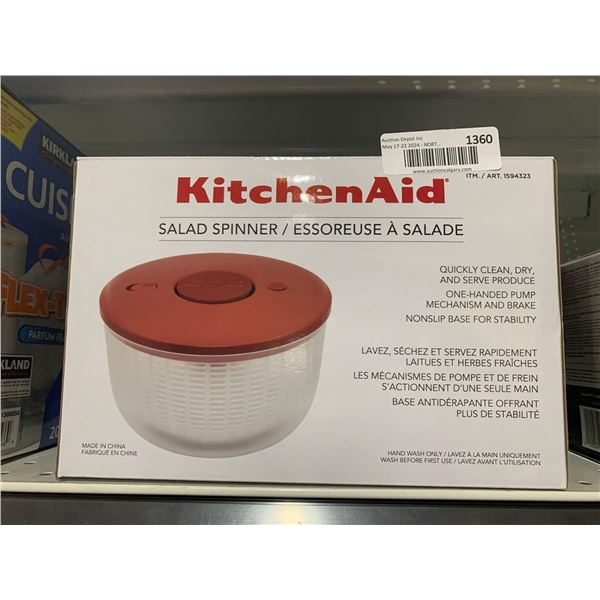 Auction Depot Inc
May 17-22 2024 - NORT...
1360
www.auctioncalgary.com
ITM. / ART. 1594323
KitchenAid
SALAD SPINNER / ESSOREUSE À SALADE
QUICKLY CLEAN, DRY,
AND SERVE PRODUCE
ONE-HANDED PUMP
MECHANISM AND BRAKE
NONSLIP BASE FOR STABILITY
LAVEZ, SÉCHEZ ET SERVEZ RAPIDEMENT
LAITUES ET HERBES FRAÎCHES
LES MÉCANISMES DE POMPE ET DE FREIN
S'ACTIONNENT D'UNE SEULE MAIN
BASE ANTIDÉRAPANTE OFFRANT
PLUS DE STABILITÉ
MADE IN CHINA
FABRIQUÉ EN CHINE
HAND WASH ONLY / LAVEZ À LA MAIN UNIQUEMENT
WASH BEFORE FIRST USE / LAVEZ AVANT L'UTILISATION
KIRKLAND
CUIS
FLEX-T
PARFUM FR
KLAND